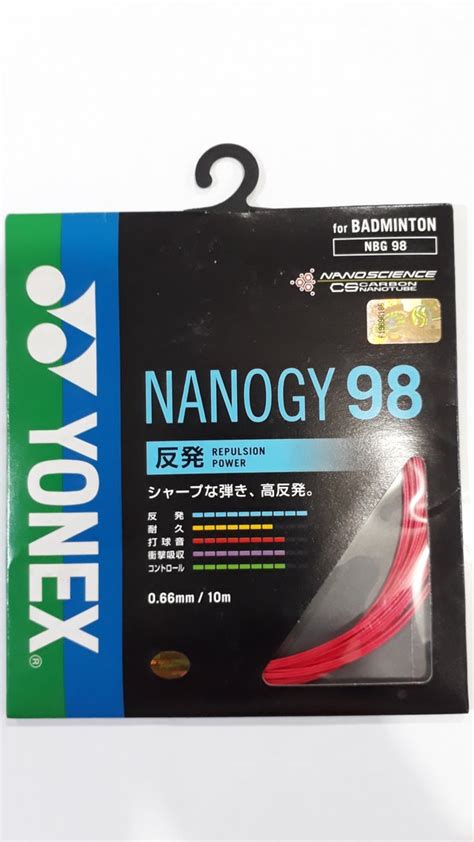 YONEX®
for BADMINTON
NBG 98
NANOSCIENCE
CS CARBON NANOTUBE
NANOGY 98
反発 REPULSION POWER
シャープな弾き、高反発。
反発
耐久
打球音
衝撃吸収
コントロール
0.66mm / 10m